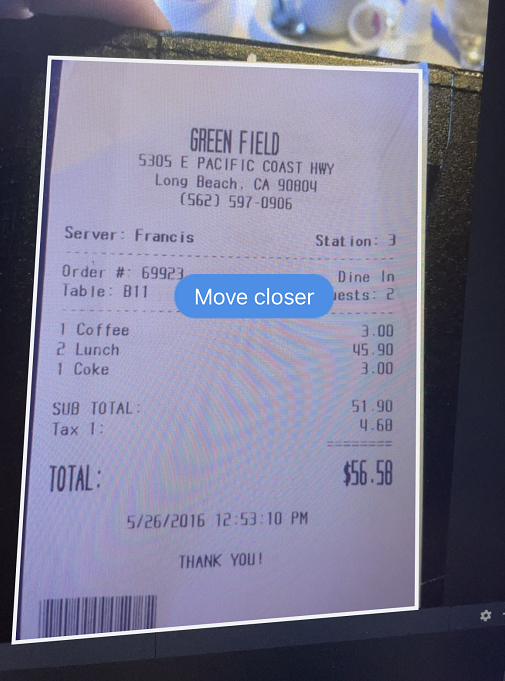 GREEN FIELD
5305 E PACIFIC COAST HWY
Long Beach, CA 90804
(562) 597-0906
Server: Francis Station: 3
Order #: 69923 Dine In
Table: B11 uests: 2
Move closer
1 Coffee 3.00
2 Lunch 45.90
1 Coke 3.00
SUB TOTAL: 51.90
Tax 1: 4.68
========
TOTAL: $56.58
5/26/2016 12:53:10 PM
THANK YOU!